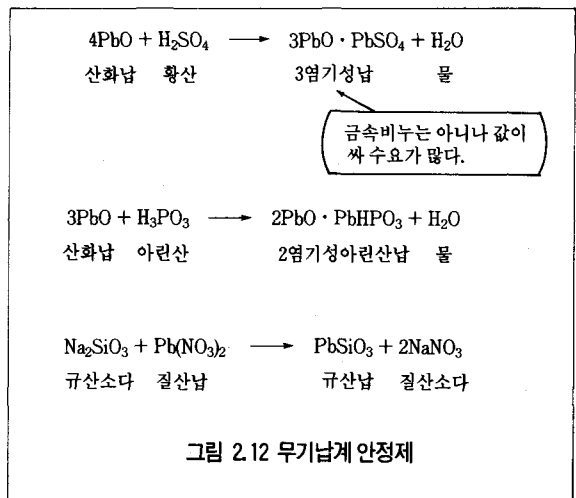 4PbO + H₂SO₄ ⟶ 3PbO · PbSO₄ + H₂O
산화납 황산 3염기성납 물
금속비누는 아니나 값이
싸 수요가 많다.
3PbO + H₃PO₃ ⟶ 2PbO · PbHPO₃ + H₂O
산화납 아린산 2염기성아린산납 물
Na₂SiO₃ + Pb(NO₃)₂ ⟶ PbSiO₃ + 2NaNO₃
규산소다 질산납 규산납 질산소다
그림 2.12 무기납계 안정제